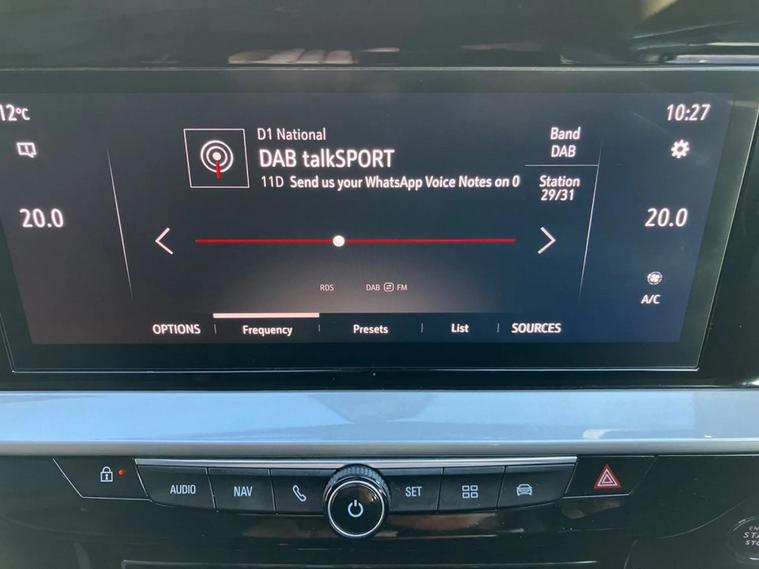 12°C
10:27
D1 National
DAB talkSPORT
11D Send us your WhatsApp Voice Notes on 0
Band
DAB
Station
29/31
20.0
20.0
RDS
DAB
FM
A/C
OPTIONS
Frequency
Presets
List
SOURCES
AUDIO
NAV
SET